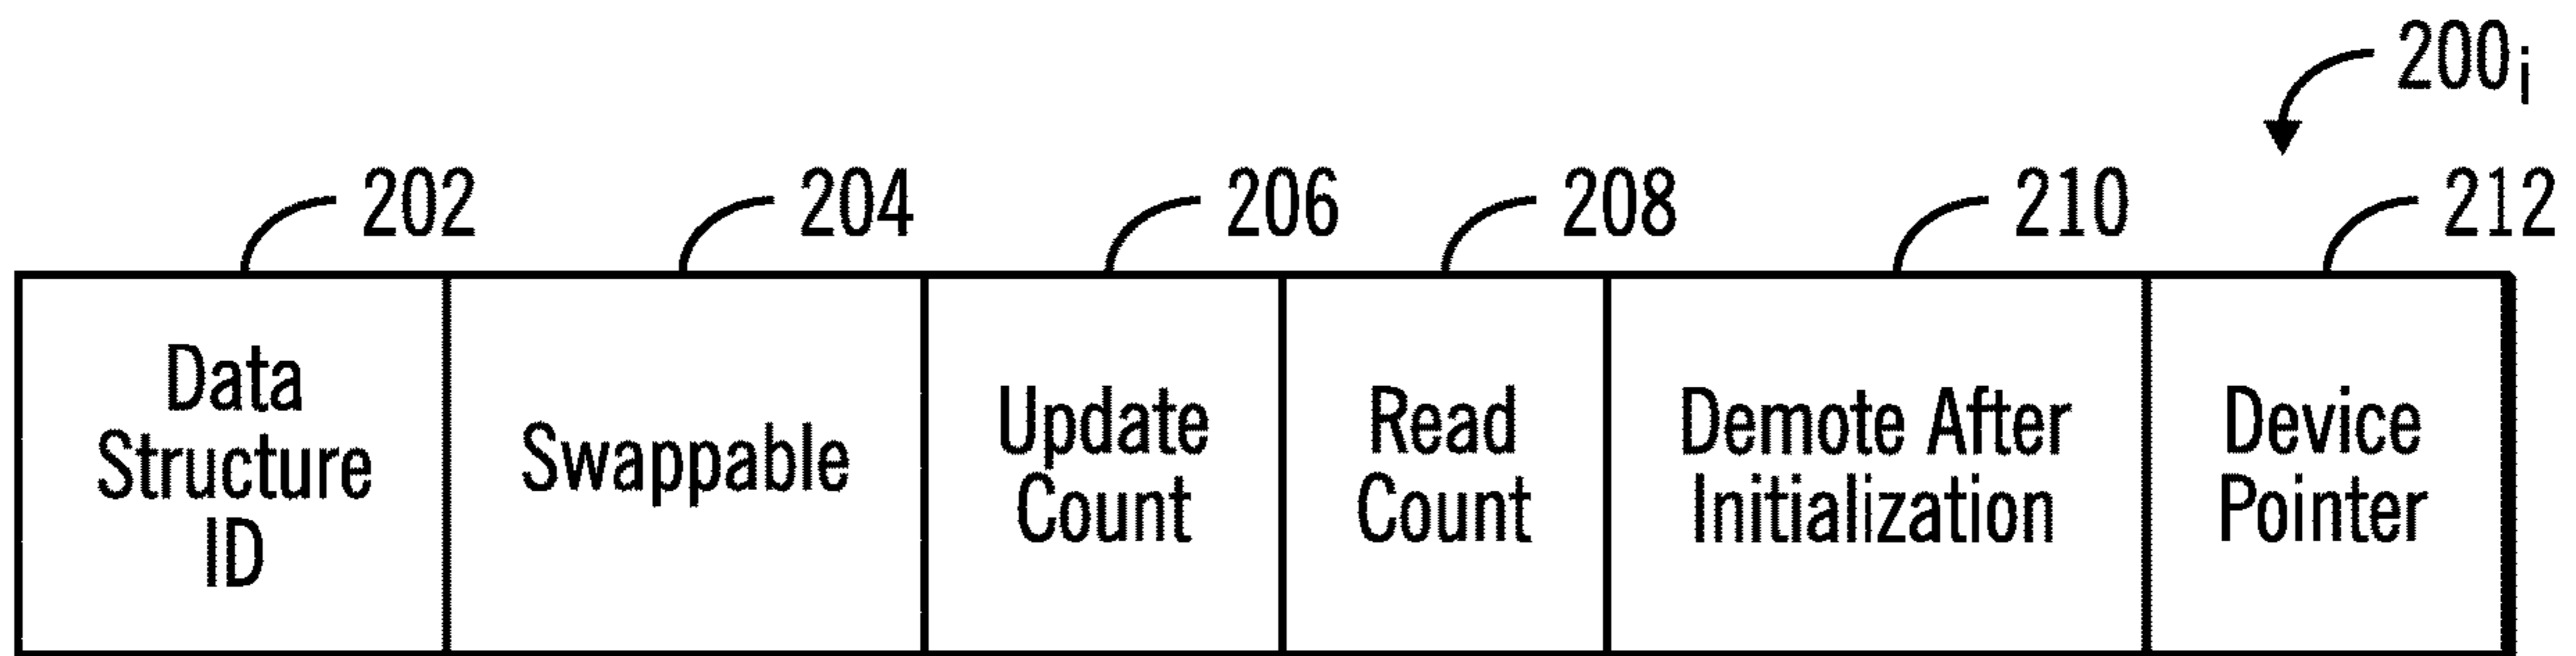 200i
202
204
206
208
210
212
Data
Structure
ID
Swappable
Update
Count
Read
Count
Demote After
Initialization
Device
Pointer